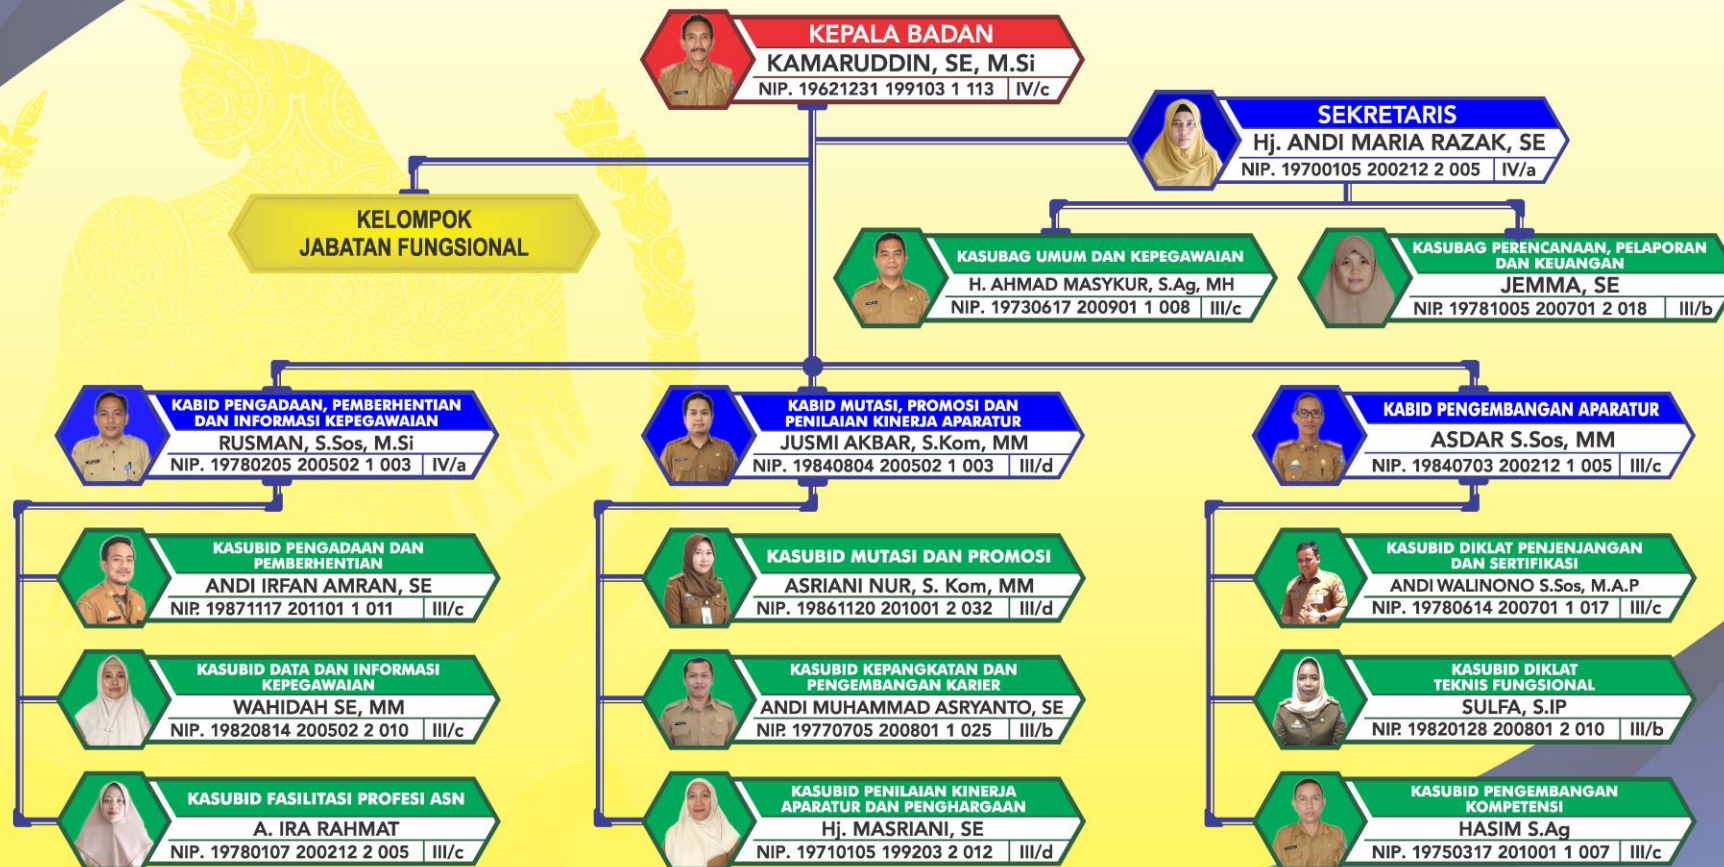 KEPALA BADAN
KAMARUDDIN, SE, M.Si
NIP. 19621231 199103 1 113 IV/c
SEKRETARIS
Hj. ANDI MARIA RAZAK, SE
NIP. 19700105 200212 2 005 IV/a
KELOMPOK
JABATAN FUNGSIONAL
KASUBAG UMUM DAN KEPEGAWAIAN
H. AHMAD MASYKUR, S.Ag, MH
NIP. 19730617 200901 1 008 III/c
KASUBAG PERENCANAAN, PELAPORAN
DAN KEUANGAN
JEMMA, SE
NIP. 19781005 200701 2 018 III/b
KABID PENGADAAN, PEMBERHENTIAN
DAN INFORMASI KEPEGAWAIAN
RUSMAN, S.Sos, M.Si
NIP. 19780205 200502 1 003 IV/a
KABID MUTASI, PROMOSI DAN
PENILAIAN KINERJA APARATUR
JUSMI AKBAR, S.Kom, MM
NIP. 19840804 200502 1 003 III/d
KABID PENGEMBANGAN APARATUR
ASDAR S.Sos, MM
NIP. 19840703 200212 1 005 III/c
KASUBID PENGADAAN DAN
PEMBERHENTIAN
ANDI IRFAN AMRAN, SE
NIP. 19871117 201101 1 011 III/c
KASUBID MUTASI DAN PROMOSI
ASRIANI NUR, S. Kom, MM
NIP. 19861120 201001 2 032 III/d
KASUBID DIKLAT PENJENJANGAN
DAN SERTIFIKASI
ANDI WALINONO S.Sos, M.A.P
NIP. 19780614 200701 1 017 III/c
KASUBID DATA DAN INFORMASI
KEPEGAWAIAN
WAHIDAH SE, MM
NIP. 19820814 200502 2 010 III/c
KASUBID KEPANGKATAN DAN
PENGEMBANGAN KARIER
ANDI MUHAMMAD ASRYANTO, SE
NIP. 19770705 200801 1 025 III/b
KASUBID DIKLAT
TEKNIS FUNGSIONAL
SULFA, S.IP
NIP. 19820128 200801 2 010 III/b
KASUBID FASILITASI PROFESI ASN
A. IRA RAHMAT
NIP. 19780107 200212 2 005 III/c
KASUBID PENILAIAN KINERJA
APARATUR DAN PENGHARGAAN
Hj. MASRIANI, SE
NIP. 19710105 199203 2 012 III/d
KASUBID PENGEMBANGAN
KOMPETENSI
HASIM S.Ag
NIP. 19750317 201001 1 007 III/c